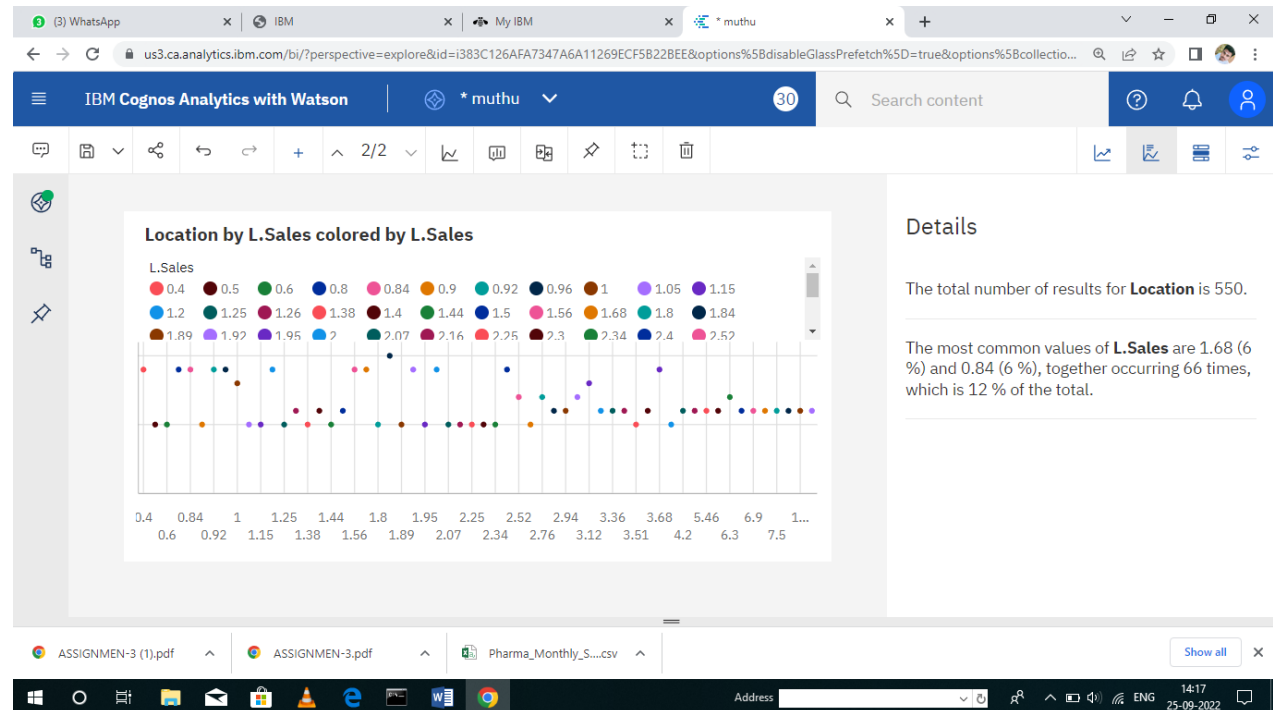 3 (3) WhatsApp
IBM
My IBM
* muthu
us3.ca.analytics.ibm.com/bi/?perspective=explore&id=i383C126AFA7347A6A11269ECF5B22BEE&options%5BdisableGlassPrefetch%5D=true&options%5Bcollectio...
IBM Cognos Analytics with Watson
* muthu
30
Search content
2/2
Location by L.Sales colored by L.Sales
L.Sales
0.4 0.5 0.6 0.8 0.84 0.9 0.92 0.96 1 1.05 1.15
1.2 1.25 1.26 1.38 1.4 1.44 1.5 1.56 1.68 1.8 1.84
1.89 1.92 1.95 2 2.07 2.16 2.25 2.3 2.34 2.4 2.52
0.4 0.84 1 1.25 1.44 1.8 1.95 2.25 2.52 2.94 3.36 3.68 5.46 6.9 1...
0.6 0.92 1.15 1.38 1.56 1.89 2.07 2.34 2.76 3.12 3.51 4.2 6.3 7.5
Details
The total number of results for Location is 550.
The most common values of L.Sales are 1.68 (6
%) and 0.84 (6 %), together occurring 66 times,
which is 12 % of the total.
ASSIGNMEN-3 (1).pdf
ASSIGNMEN-3.pdf
Pharma_Monthly_S....csv
Show all
Address
ENG
14:17
25-09-2022